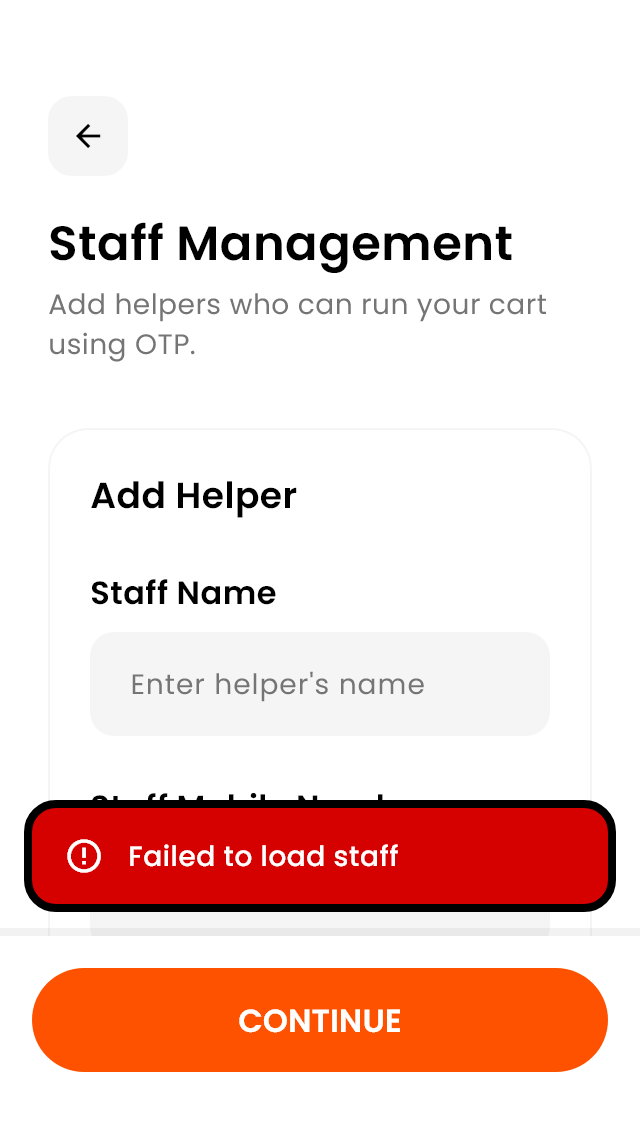 Staff Management
Add helpers who can run your cart
using OTP.
Add Helper
Staff Name
Enter helper's name
Failed to load staff
CONTINUE